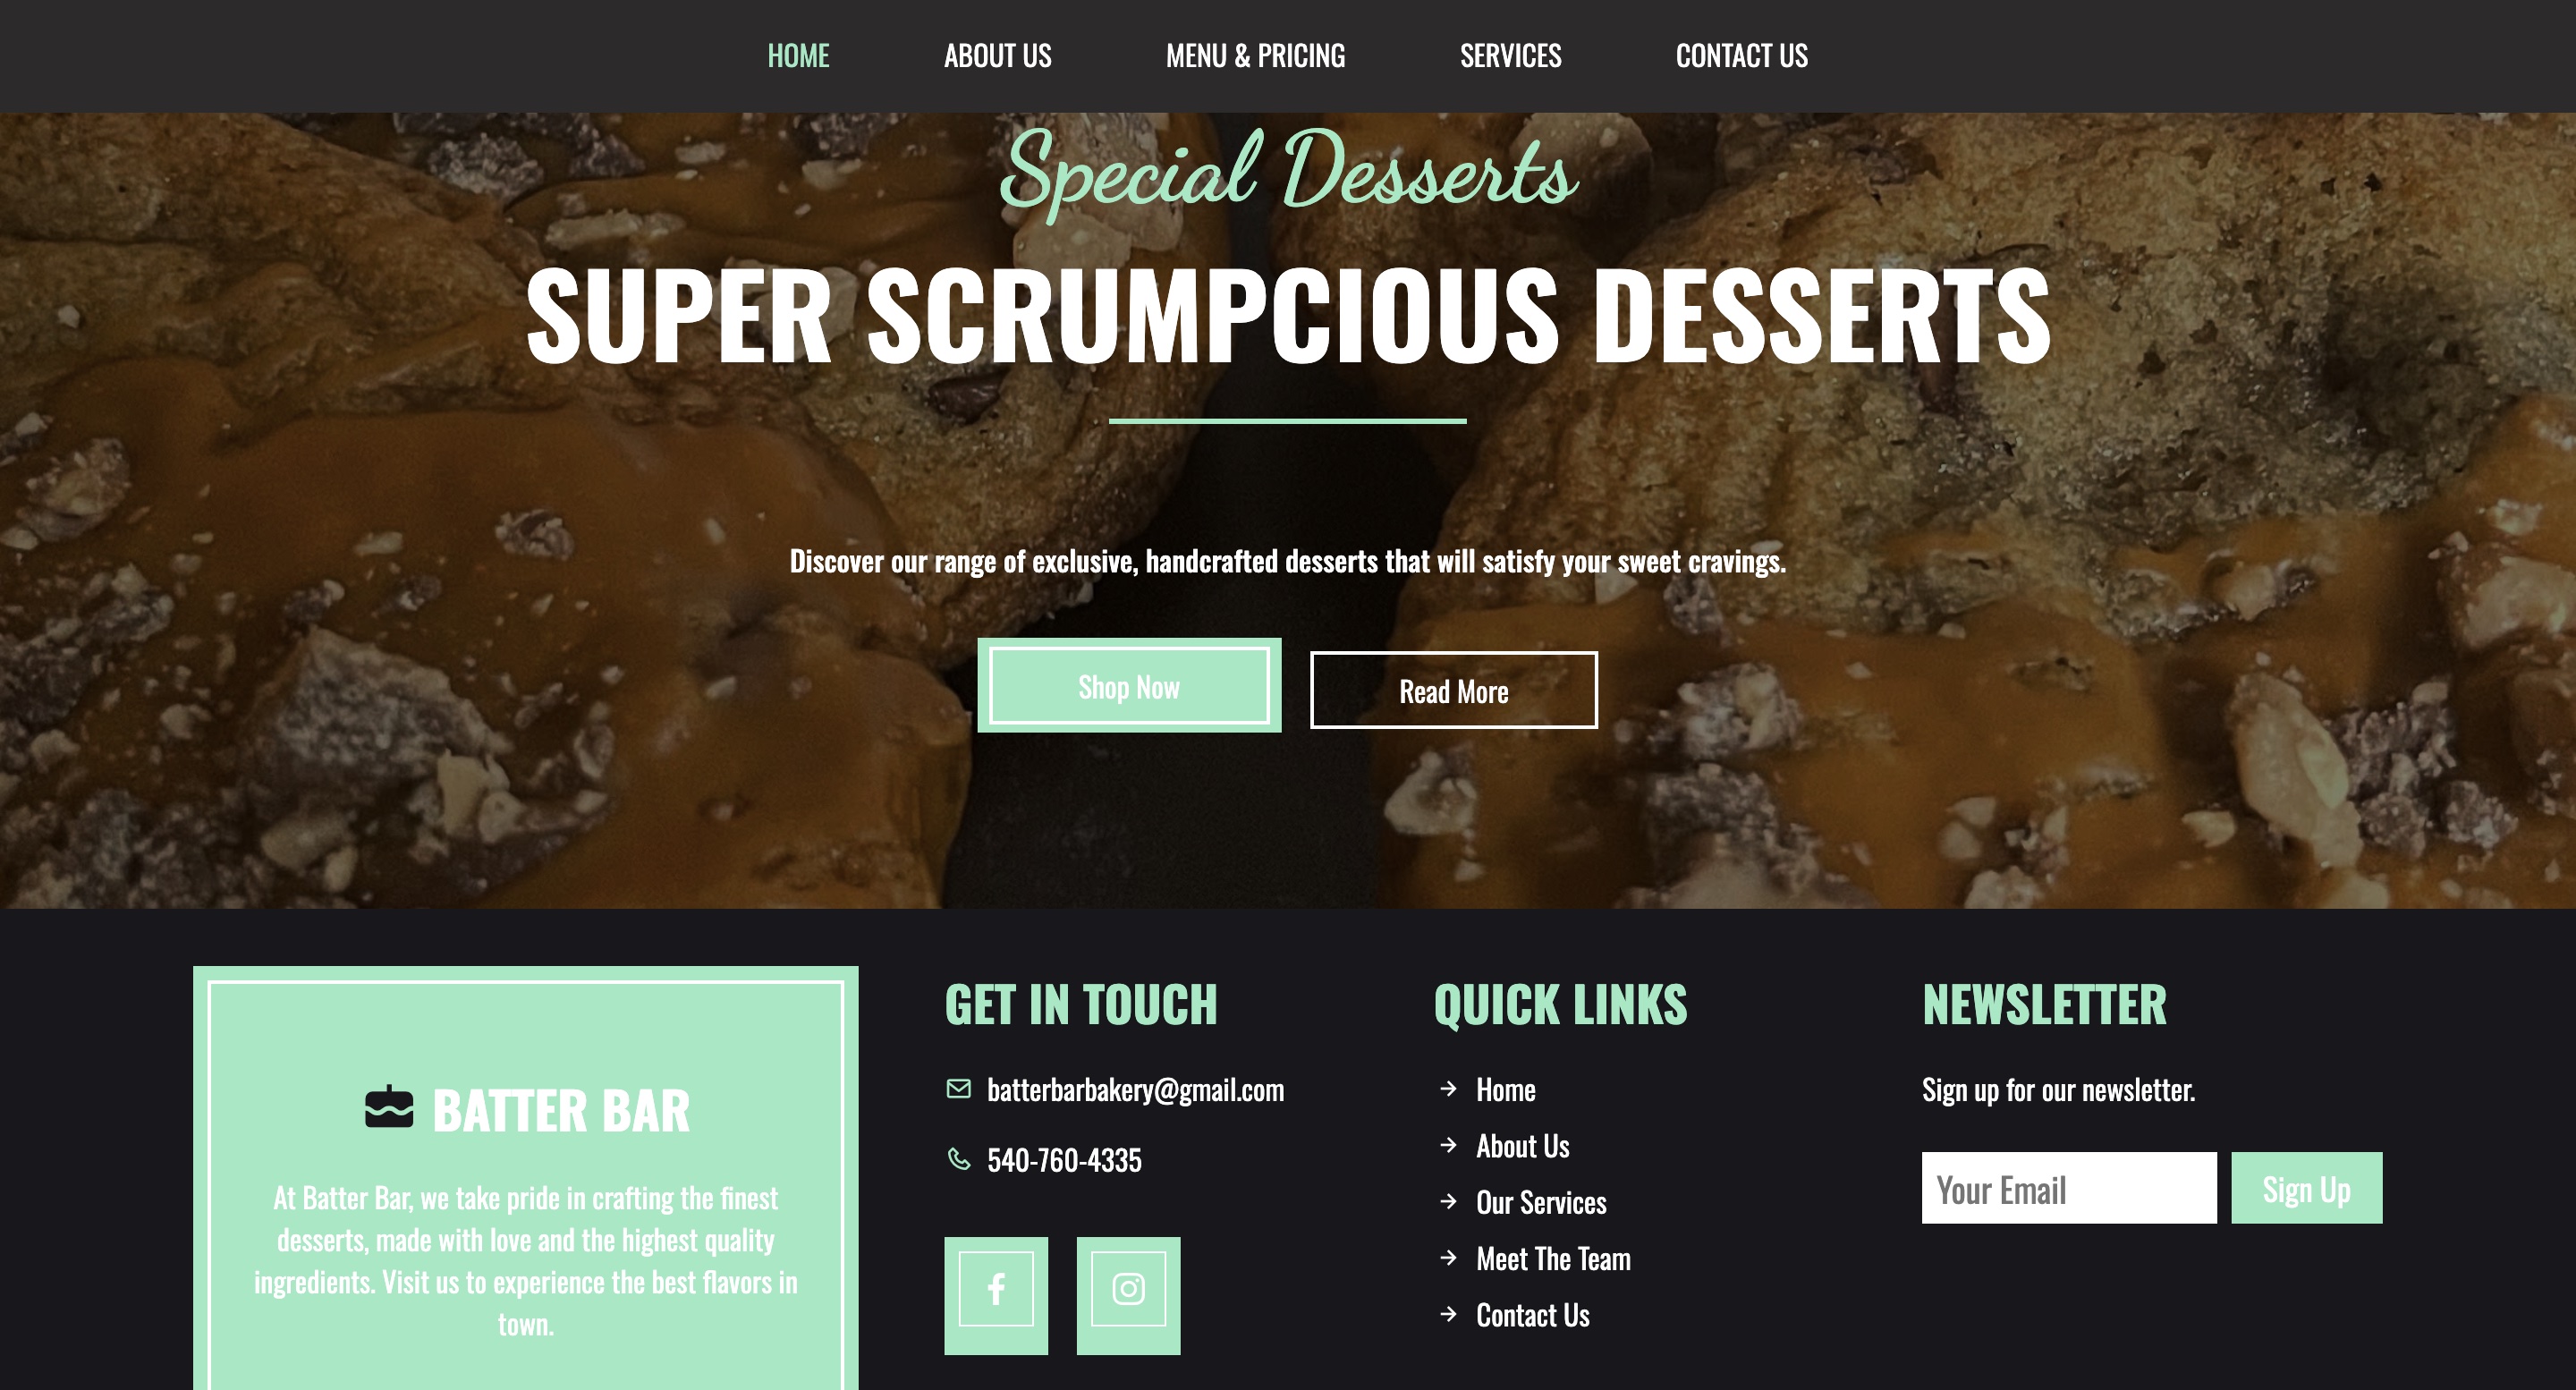 HOME ABOUT US MENU & PRICING SERVICES CONTACT US
Special Desserts
SUPER SCRUMPCIOUS DESSERTS
Discover our range of exclusive, handcrafted desserts that will satisfy your sweet cravings.
Shop Now Read More
BATTER BAR
At Batter Bar, we take pride in crafting the finest
desserts, made with love and the highest quality
ingredients. Visit us to experience the best flavors in
town.
GET IN TOUCH
batterbarbakery@gmail.com
540-760-4335
QUICK LINKS
Home
About Us
Our Services
Meet The Team
Contact Us
NEWSLETTER
Sign up for our newsletter.
Your Email Sign Up